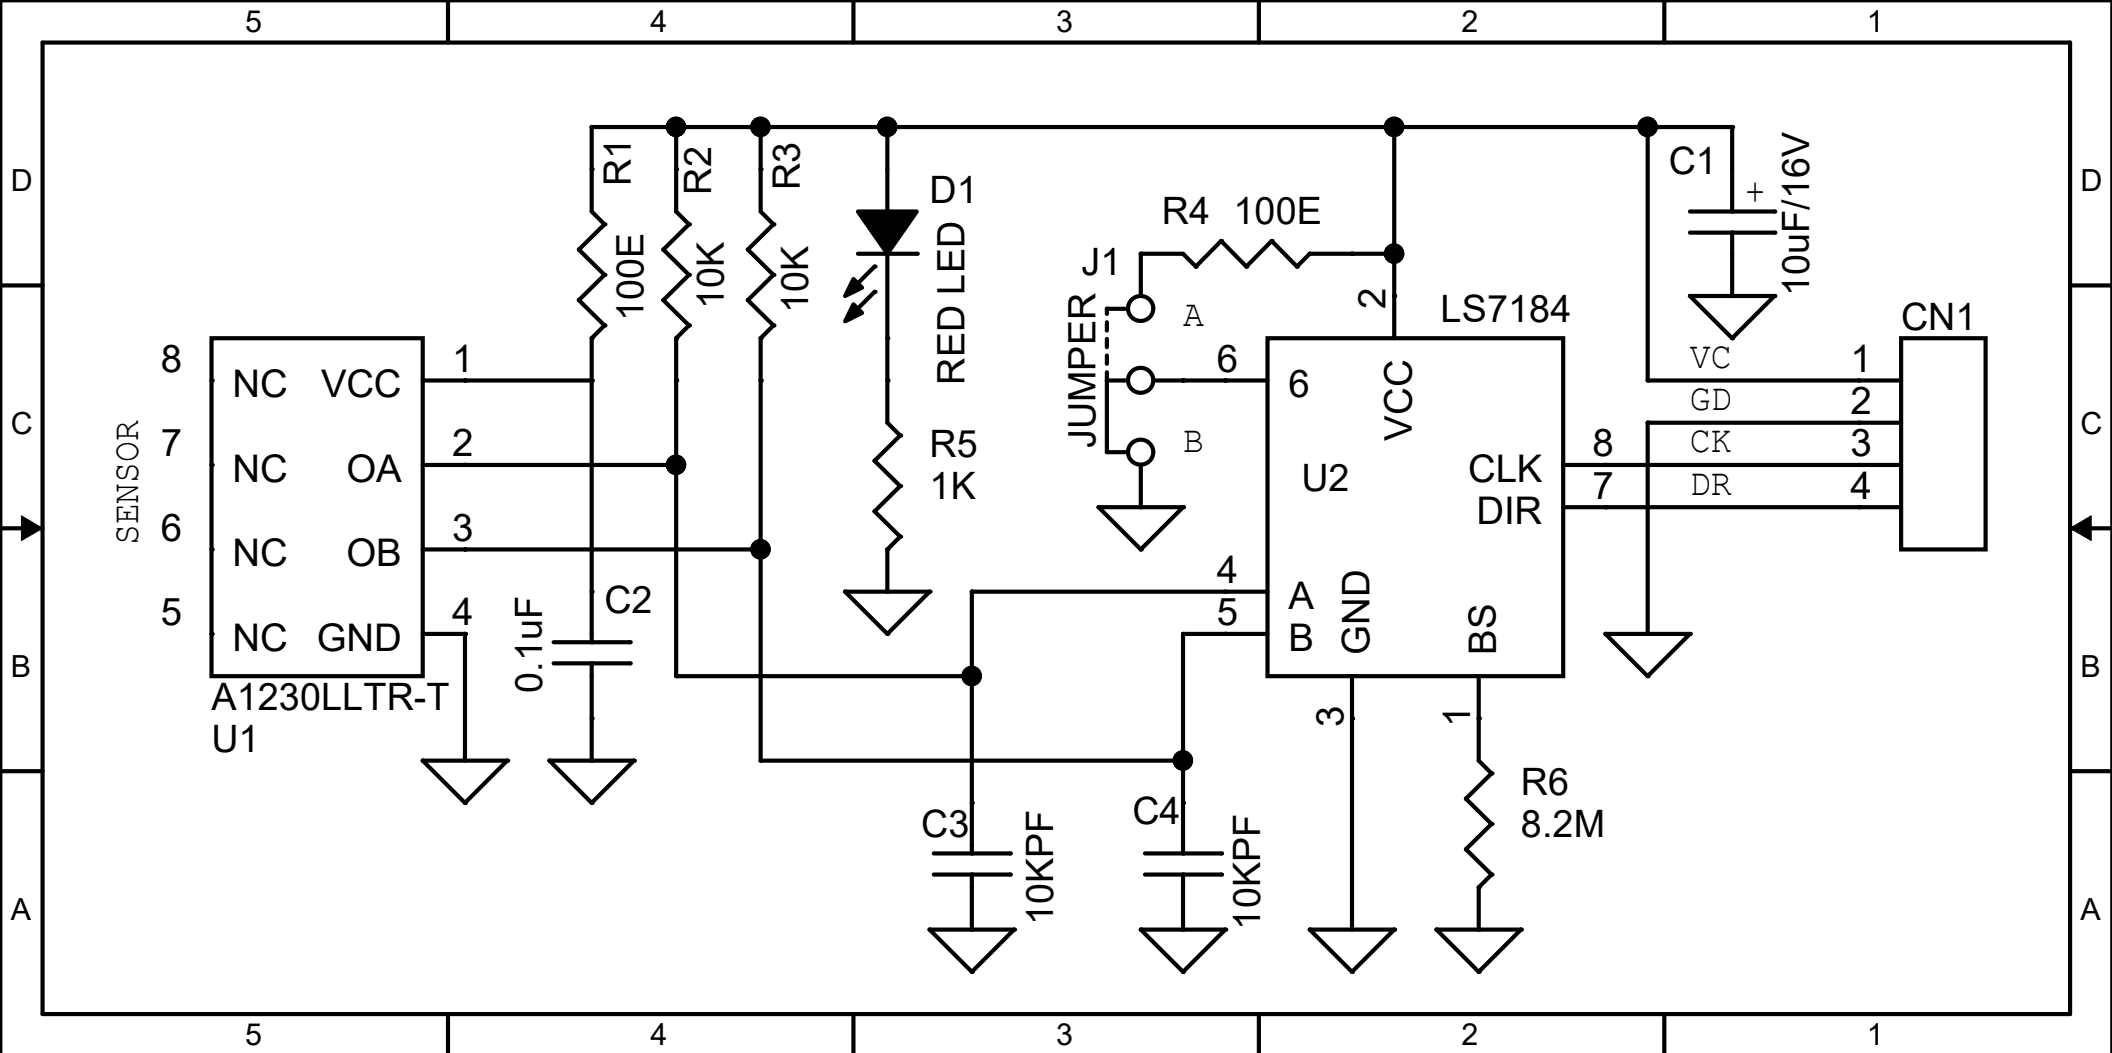 5 4 3 2 1
D
D
R1
100E
R2
10K
R3
10K
D1
RED LED
R4 100E
J1
JUMPER
A
B
C1
+
10uF/16V
2
LS7184
CN1
8 NC VCC 1
7 NC OA 2
6 NC OB 3
5 NC GND 4
SENSOR
A1230LLTR-T
U1
C
C
R5
1K
6
6
VCC
U2
CLK 8
DIR 7
VC 1
GD 2
CK 3
DR 4
4 A
5 B
GND
BS
C2
0.1uF
B
B
3
1
R6
8.2M
C3
10KPF
C4
10KPF
A
A
5 4 3 2 1